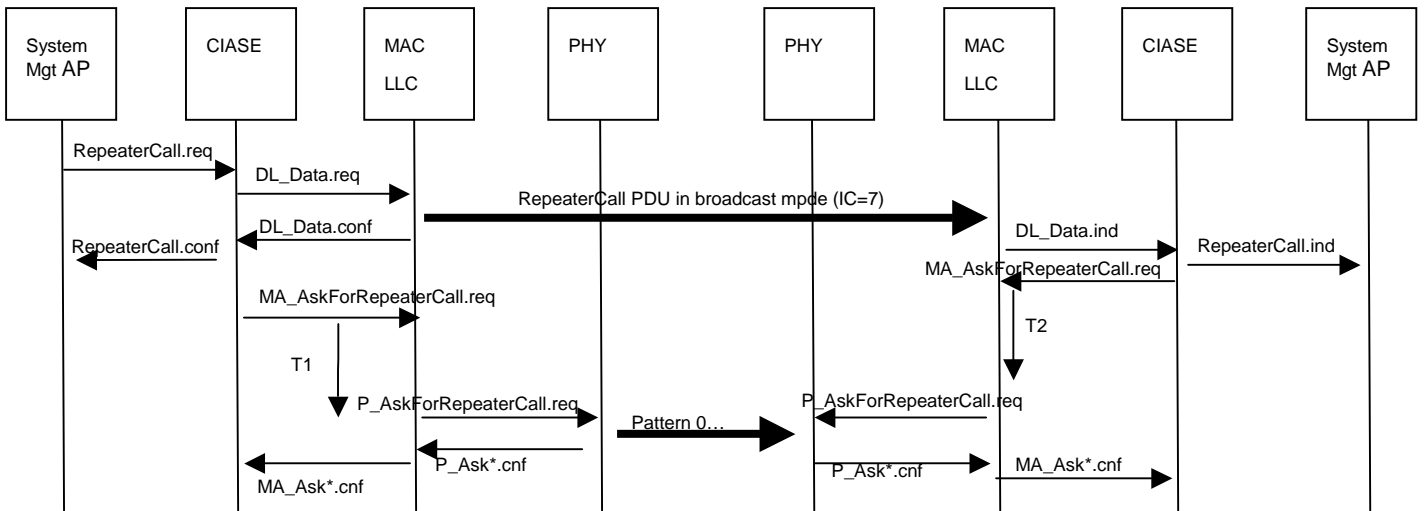 System
Mgt AP
CIASE
MAC
LLC
PHY
PHY
MAC
LLC
CIASE
System
Mgt AP
RepeaterCall.req
DL_Data.req
RepeaterCall PDU in broadcast mpde (IC=7)
DL_Data.conf
RepeaterCall.conf
DL_Data.ind
RepeaterCall.ind
MA_AskForRepeaterCall.req
MA_AskForRepeaterCall.req
T1
T2
P_AskForRepeaterCall.req
P_AskForRepeaterCall.req
Pattern 0…
P_Ask*.cnf
MA_Ask*.cnf
P_Ask*.cnf
MA_Ask*.cnf